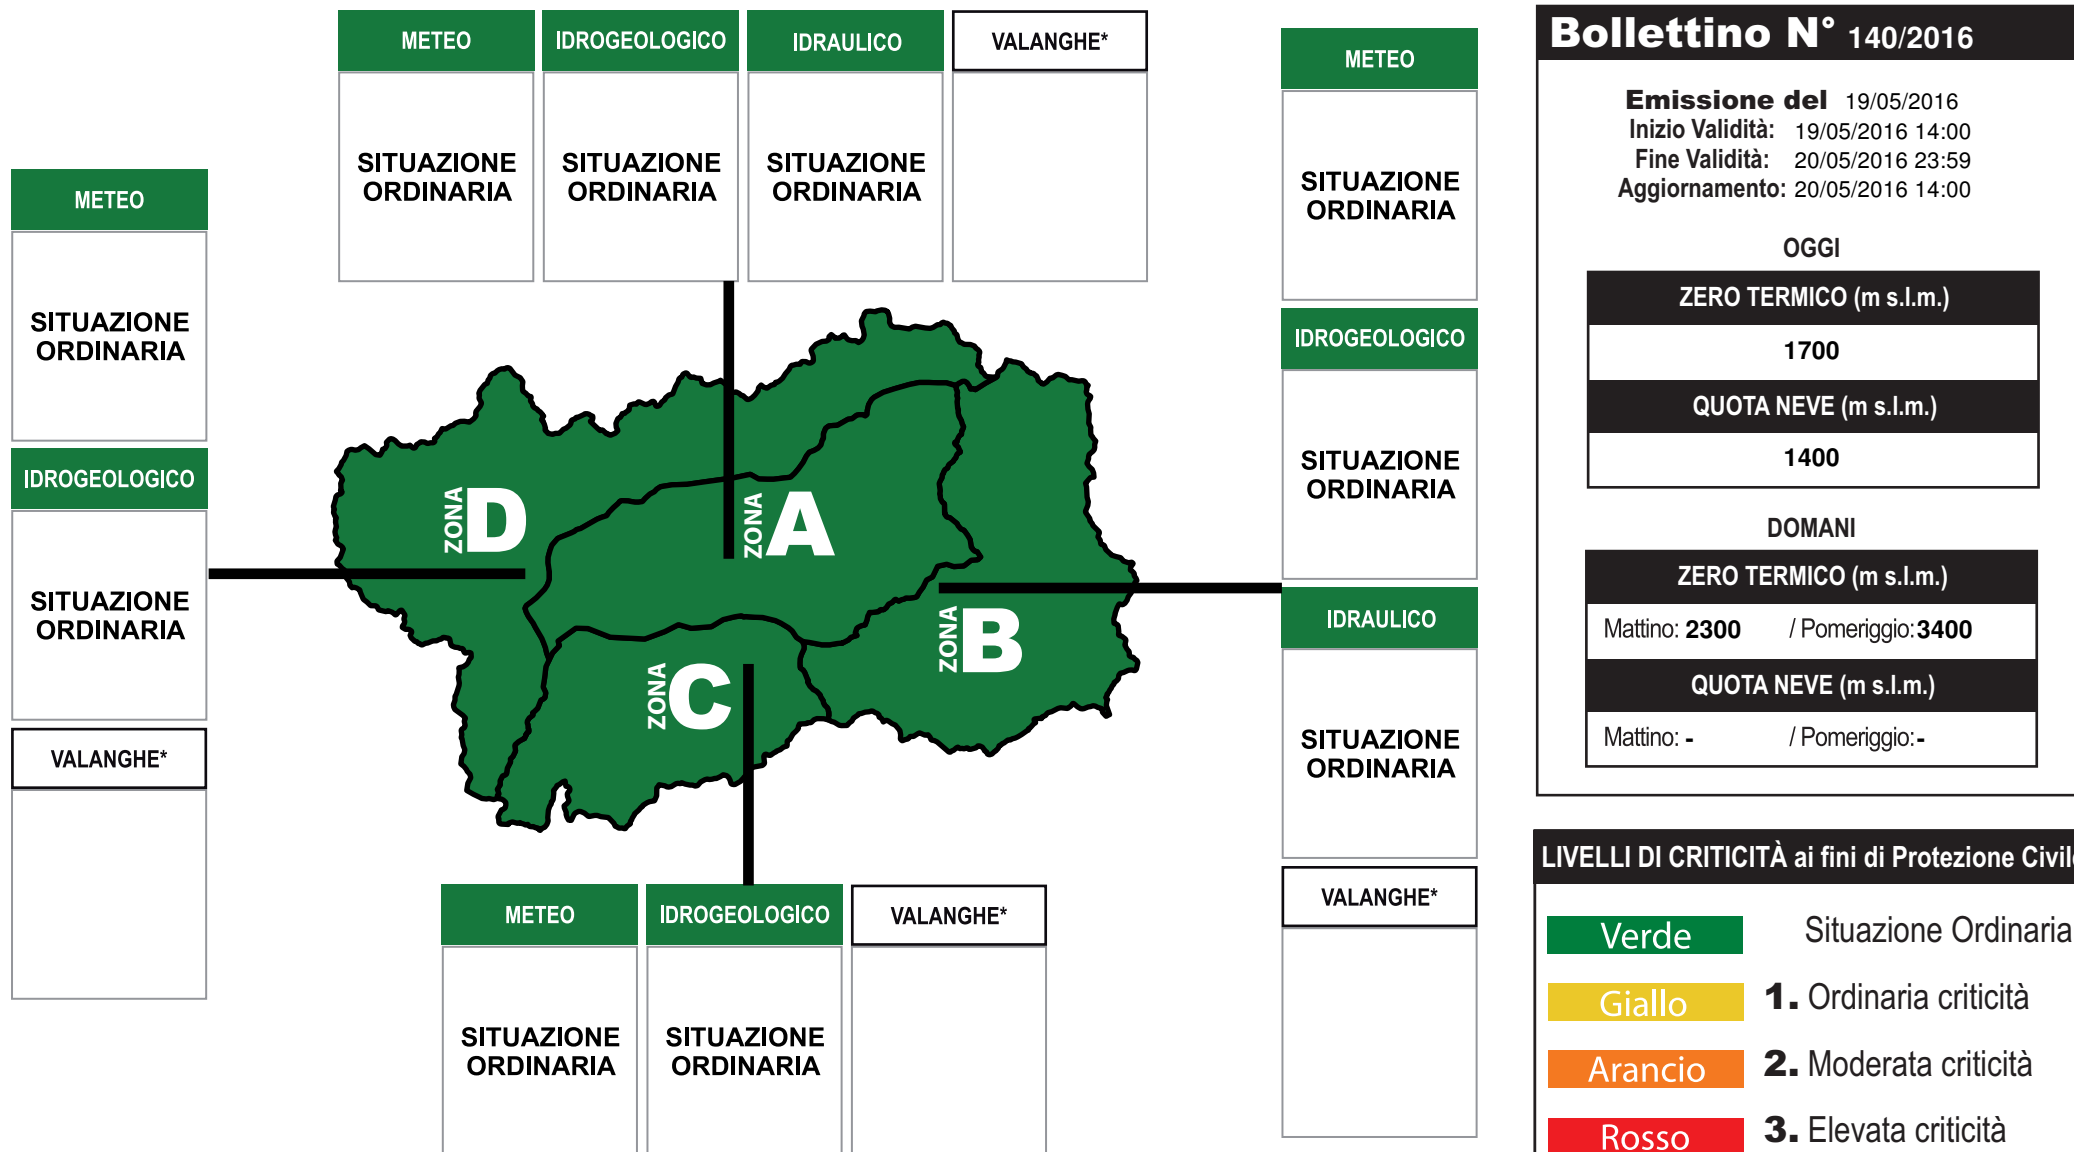 METEO
IDROGEOLOGICO
IDRAULICO
VALANGHE*
SITUAZIONE
ORDINARIA
SITUAZIONE
ORDINARIA
SITUAZIONE
ORDINARIA
METEO
SITUAZIONE
ORDINARIA
IDROGEOLOGICO
SITUAZIONE
ORDINARIA
VALANGHE*
ZONA D
ZONA A
ZONA B
ZONA C
METEO
SITUAZIONE
ORDINARIA
IDROGEOLOGICO
SITUAZIONE
ORDINARIA
IDRAULICO
SITUAZIONE
ORDINARIA
VALANGHE*
METEO
IDROGEOLOGICO
VALANGHE*
SITUAZIONE
ORDINARIA
SITUAZIONE
ORDINARIA
Bollettino N° 140/2016
Emissione del 19/05/2016
Inizio Validità: 19/05/2016 14:00
Fine Validità: 20/05/2016 23:59
Aggiornamento: 20/05/2016 14:00
OGGI
ZERO TERMICO (m s.l.m.)
1700
QUOTA NEVE (m s.l.m.)
1400
DOMANI
ZERO TERMICO (m s.l.m.)
Mattino: 2300 / Pomeriggio: 3400
QUOTA NEVE (m s.l.m.)
Mattino: - / Pomeriggio: -
LIVELLI DI CRITICITÀ ai fini di Protezione Civile
Verde Situazione Ordinaria
Giallo 1. Ordinaria criticità
Arancio 2. Moderata criticità
Rosso 3. Elevata criticità